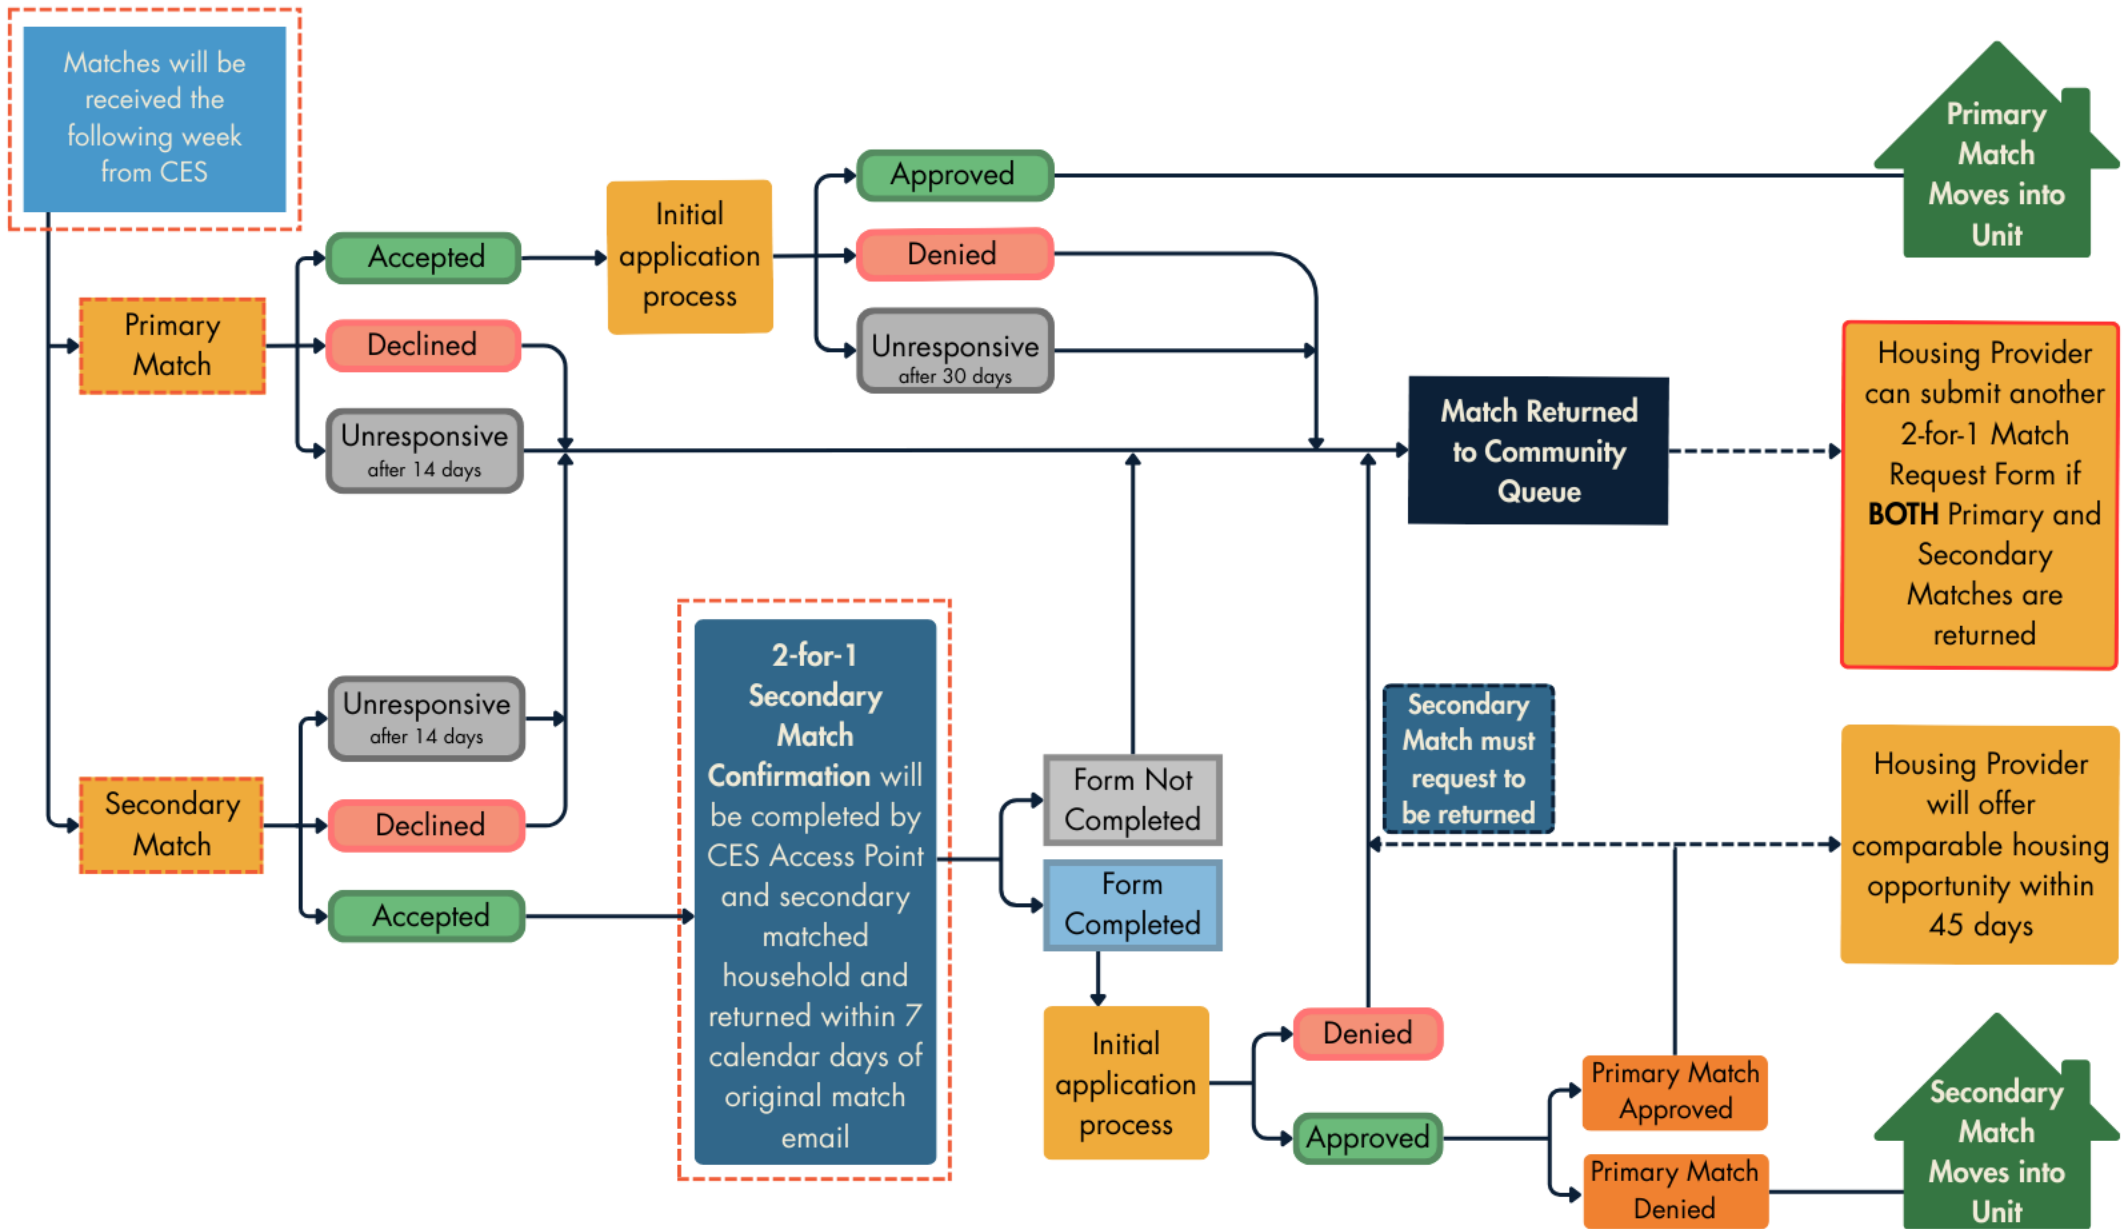 Matches will be
received the
following week
from CES
Primary
Match
Moves into
Unit
Approved
Initial
application
process
Accepted
Denied
Primary
Match
Declined
Unresponsive
after 30 days
Unresponsive
after 14 days
Match Returned
to Community
Queue
Housing Provider
can submit another
2-for-1 Match
Request Form if
BOTH Primary and
Secondary
Matches are
returned
Unresponsive
after 14 days
Secondary
Match
Declined
Accepted
2-for-1
Secondary
Match
Confirmation will
be completed by
CES Access Point
and secondary
matched
household and
returned within 7
calendar days of
original match
email
Form Not
Completed
Form
Completed
Secondary
Match must
request to
be returned
Housing Provider
will offer
comparable housing
opportunity within
45 days
Initial
application
process
Denied
Approved
Primary Match
Approved
Primary Match
Denied
Secondary
Match
Moves into
Unit